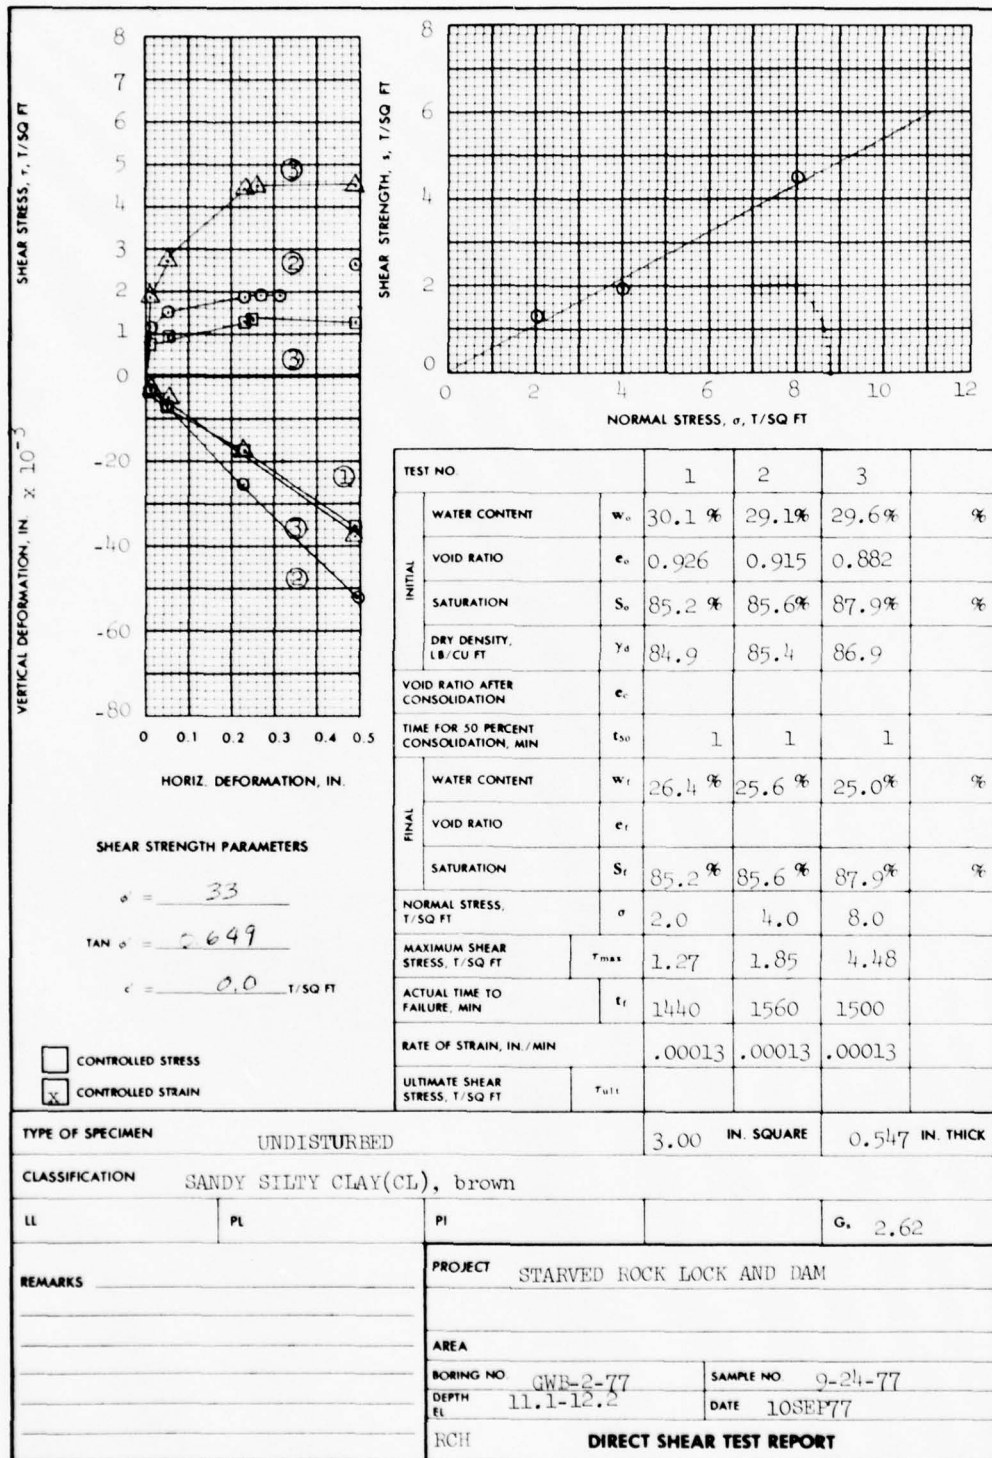 SHEAR STRESS, τ, T/SQ FT
8
7
6
5
4
3
2
1
0
③
②
③
VERTICAL DEFORMATION, IN. x 10⁻³
-20
-40
-60
-80
①
③
②
0 0.1 0.2 0.3 0.4 0.5
HORIZ. DEFORMATION, IN.
SHEAR STRENGTH, s, T/SQ FT
8
6
4
2
0
0 2 4 6 8 10 12
NORMAL STRESS, σ, T/SQ FT
SHEAR STRENGTH PARAMETERS
φ' = 33
TAN φ' = 0.649
c' = 0.0 T/SQ FT
CONTROLLED STRESS
x CONTROLLED STRAIN
TEST NO. 1 2 3
INITIAL
WATER CONTENT wₒ 30.1 % 29.1% 29.6% %
VOID RATIO eₒ 0.926 0.915 0.882
SATURATION Sₒ 85.2 % 85.6% 87.9% %
DRY DENSITY, LB/CU FT γd 84.9 85.4 86.9
VOID RATIO AFTER CONSOLIDATION ec
TIME FOR 50 PERCENT CONSOLIDATION, MIN t50 1 1 1
FINAL
WATER CONTENT wf 26.4 % 25.6 % 25.0% %
VOID RATIO ef
SATURATION Sf 85.2 % 85.6 % 87.9% %
NORMAL STRESS, T/SQ FT σ 2.0 4.0 8.0
MAXIMUM SHEAR STRESS, T/SQ FT τmax 1.27 1.85 4.48
ACTUAL TIME TO FAILURE, MIN tf 1440 1560 1500
RATE OF STRAIN, IN./MIN .00013 .00013 .00013
ULTIMATE SHEAR STRESS, T/SQ FT τult
TYPE OF SPECIMEN UNDISTURBED 3.00 IN. SQUARE 0.547 IN. THICK
CLASSIFICATION SANDY SILTY CLAY(CL), brown
LL PL PI Gs 2.62
REMARKS
PROJECT STARVED ROCK LOCK AND DAM
AREA
BORING NO. GWB-2-77 SAMPLE NO. 9-24-77
DEPTH EL 11.1-12.2 DATE 10SEP77
RCH DIRECT SHEAR TEST REPORT